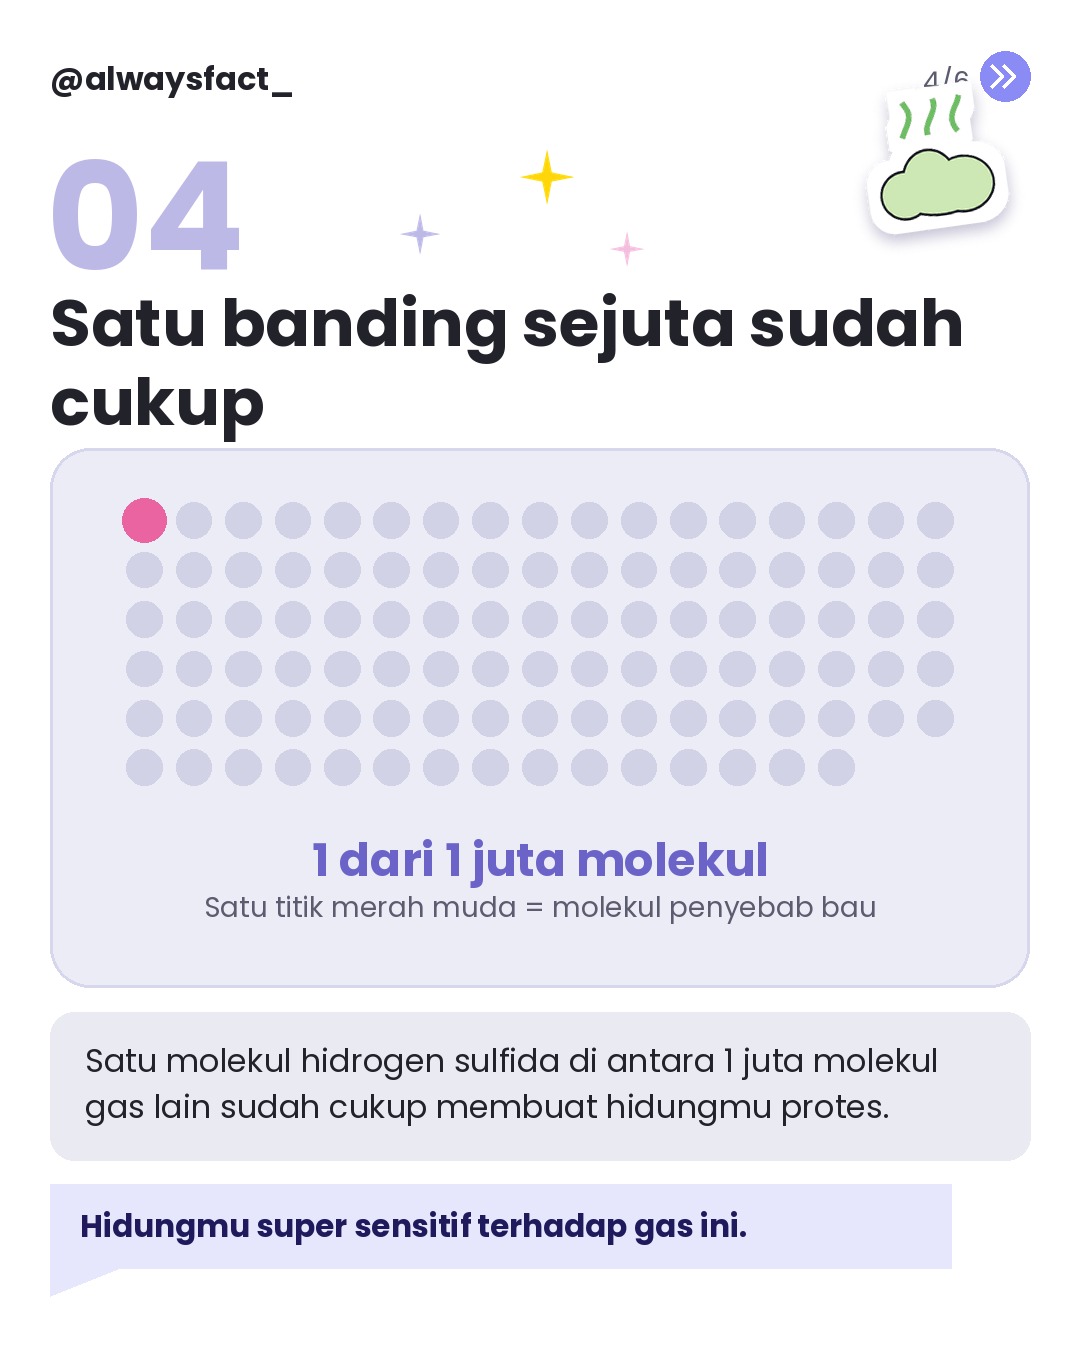 @alwaysfact_
4/6
04
Satu banding sejuta sudah
cukup
1 dari 1 juta molekul
Satu titik merah muda = molekul penyebab bau
Satu molekul hidrogen sulfida di antara 1 juta molekul
gas lain sudah cukup membuat hidungmu protes.
Hidungmu super sensitif terhadap gas ini.